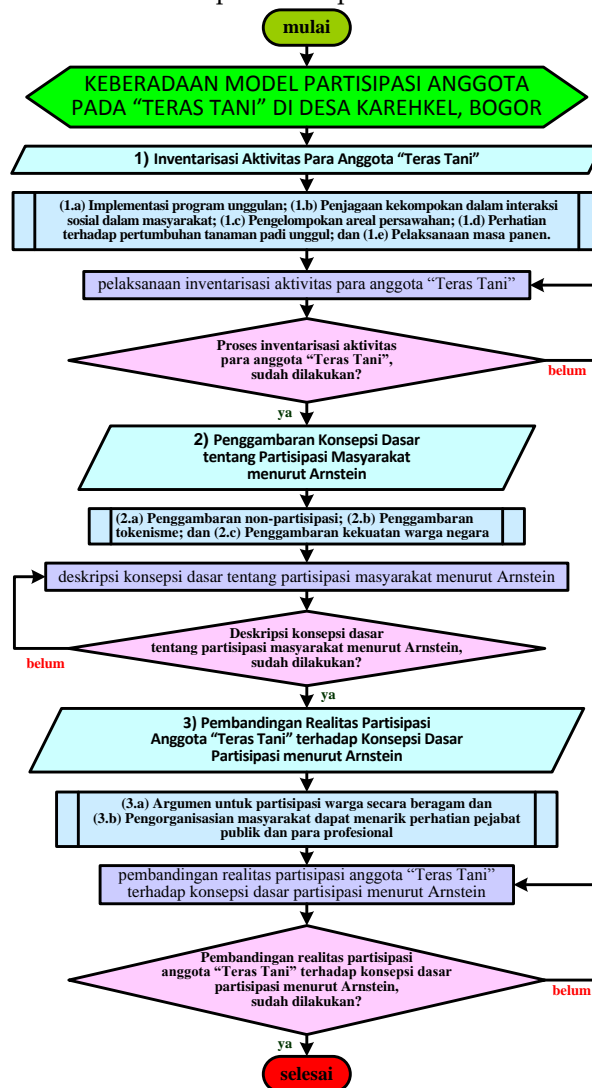 mulai
KEBERADAAN MODEL PARTISIPASI ANGGOTA
PADA “TERAS TANI” DI DESA KAREHKEL, BOGOR
1) Inventarisasi Aktivitas Para Anggota “Teras Tani”
(1.a) Implementasi program unggulan; (1.b) Penjagaan kekompokan dalam interaksi
sosial dalam masyarakat; (1.c) Pengelompokan areal persawahan; (1.d) Perhatian
terhadap pertumbuhan tanaman padi unggul; dan (1.e) Pelaksanaan masa panen.
pelaksanaan inventarisasi aktivitas para anggota “Teras Tani”
Proses inventarisasi aktivitas
para anggota “Teras Tani”,
sudah dilakukan?
belum
ya
2) Penggambaran Konsepsi Dasar
tentang Partisipasi Masyarakat
menurut Arnstein
(2.a) Penggambaran non-partisipasi; (2.b) Penggambaran
tokenisme; dan (2.c) Penggambaran kekuatan warga negara
deskripsi konsepsi dasar tentang partisipasi masyarakat menurut Arnstein
Deskripsi konsepsi dasar
tentang partisipasi masyarakat menurut Arnstein,
sudah dilakukan?
belum
ya
3) Pembandingan Realitas Partisipasi
Anggota “Teras Tani” terhadap Konsepsi Dasar
Partisipasi menurut Arnstein
(3.a) Argumen untuk partisipasi warga secara beragam dan
(3.b) Pengorganisasian masyarakat dapat menarik perhatian pejabat
publik dan para profesional
pembandingan realitas partisipasi anggota “Teras Tani”
terhadap konsepsi dasar partisipasi menurut Arnstein
Pembandingan realitas partisipasi
anggota “Teras Tani” terhadap konsepsi dasar
partisipasi menurut Arnstein,
sudah dilakukan?
belum
ya
selesai